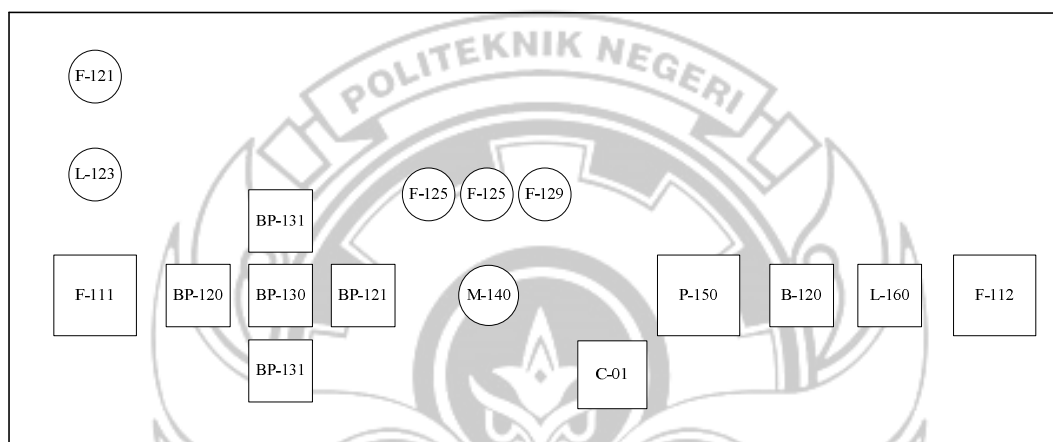 POLITEKNIK NEGERI
F-121
L-123
F-125 F-125 F-129
BP-131
F-111 BP-120 BP-130 BP-121 M-140 P-150 B-120 L-160 F-112
BP-131
C-01